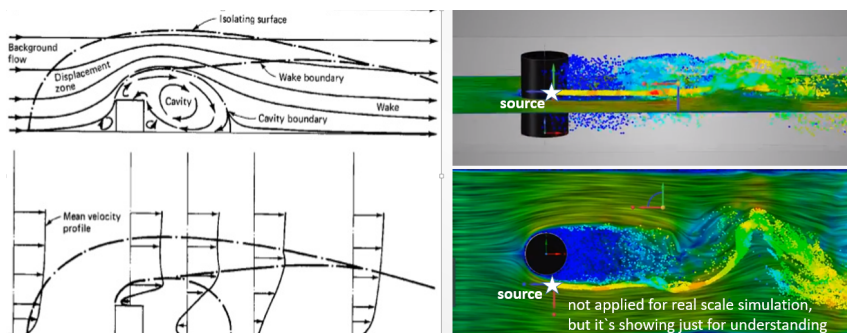 Isolating surface
Background
flow
Displacement
zone
Wake boundary
Cavity
Wake
Cavity boundary
Mean velocity
profile
source
source
not applied for real scale simulation,
but it`s showing just for understanding